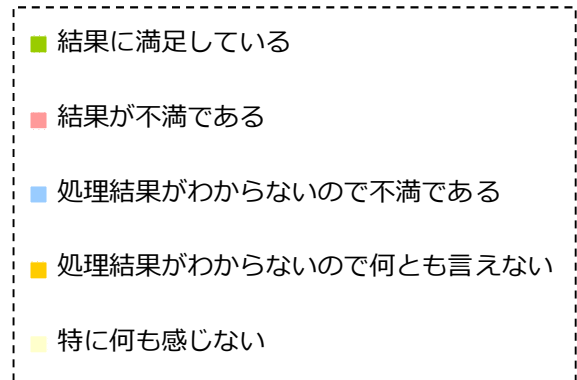 結果に満足している
結果が不満である
処理結果がわからないので不満である
処理結果がわからないので何とも言えない
特に何も感じない